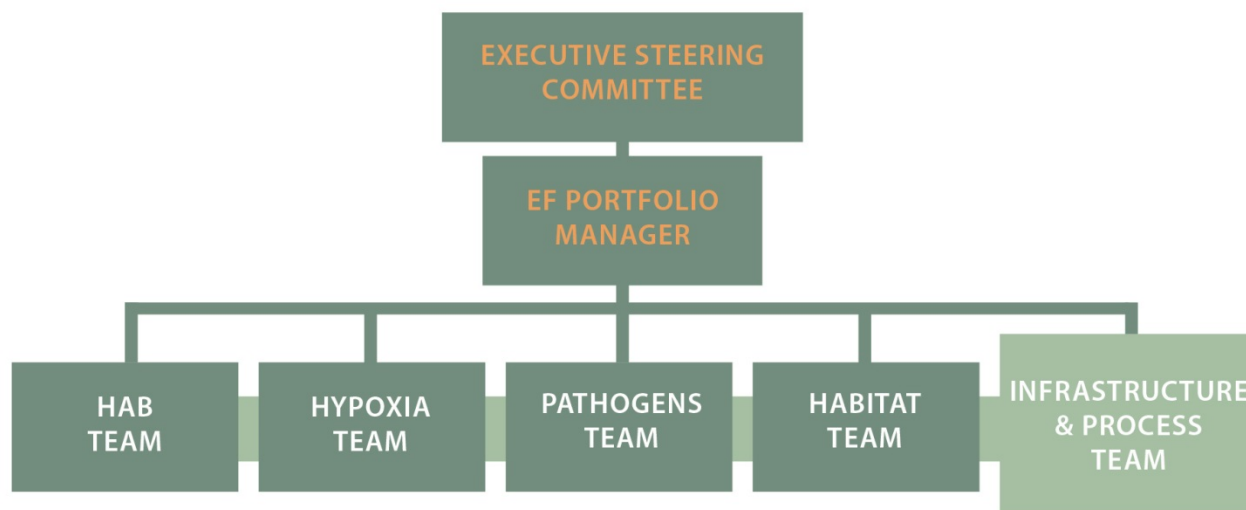 EXECUTIVE STEERING
COMMITTEE
EF PORTFOLIO
MANAGER
HAB
TEAM
HYPOXIA
TEAM
PATHOGENS
TEAM
HABITAT
TEAM
INFRASTRUCTURE
& PROCESS
TEAM